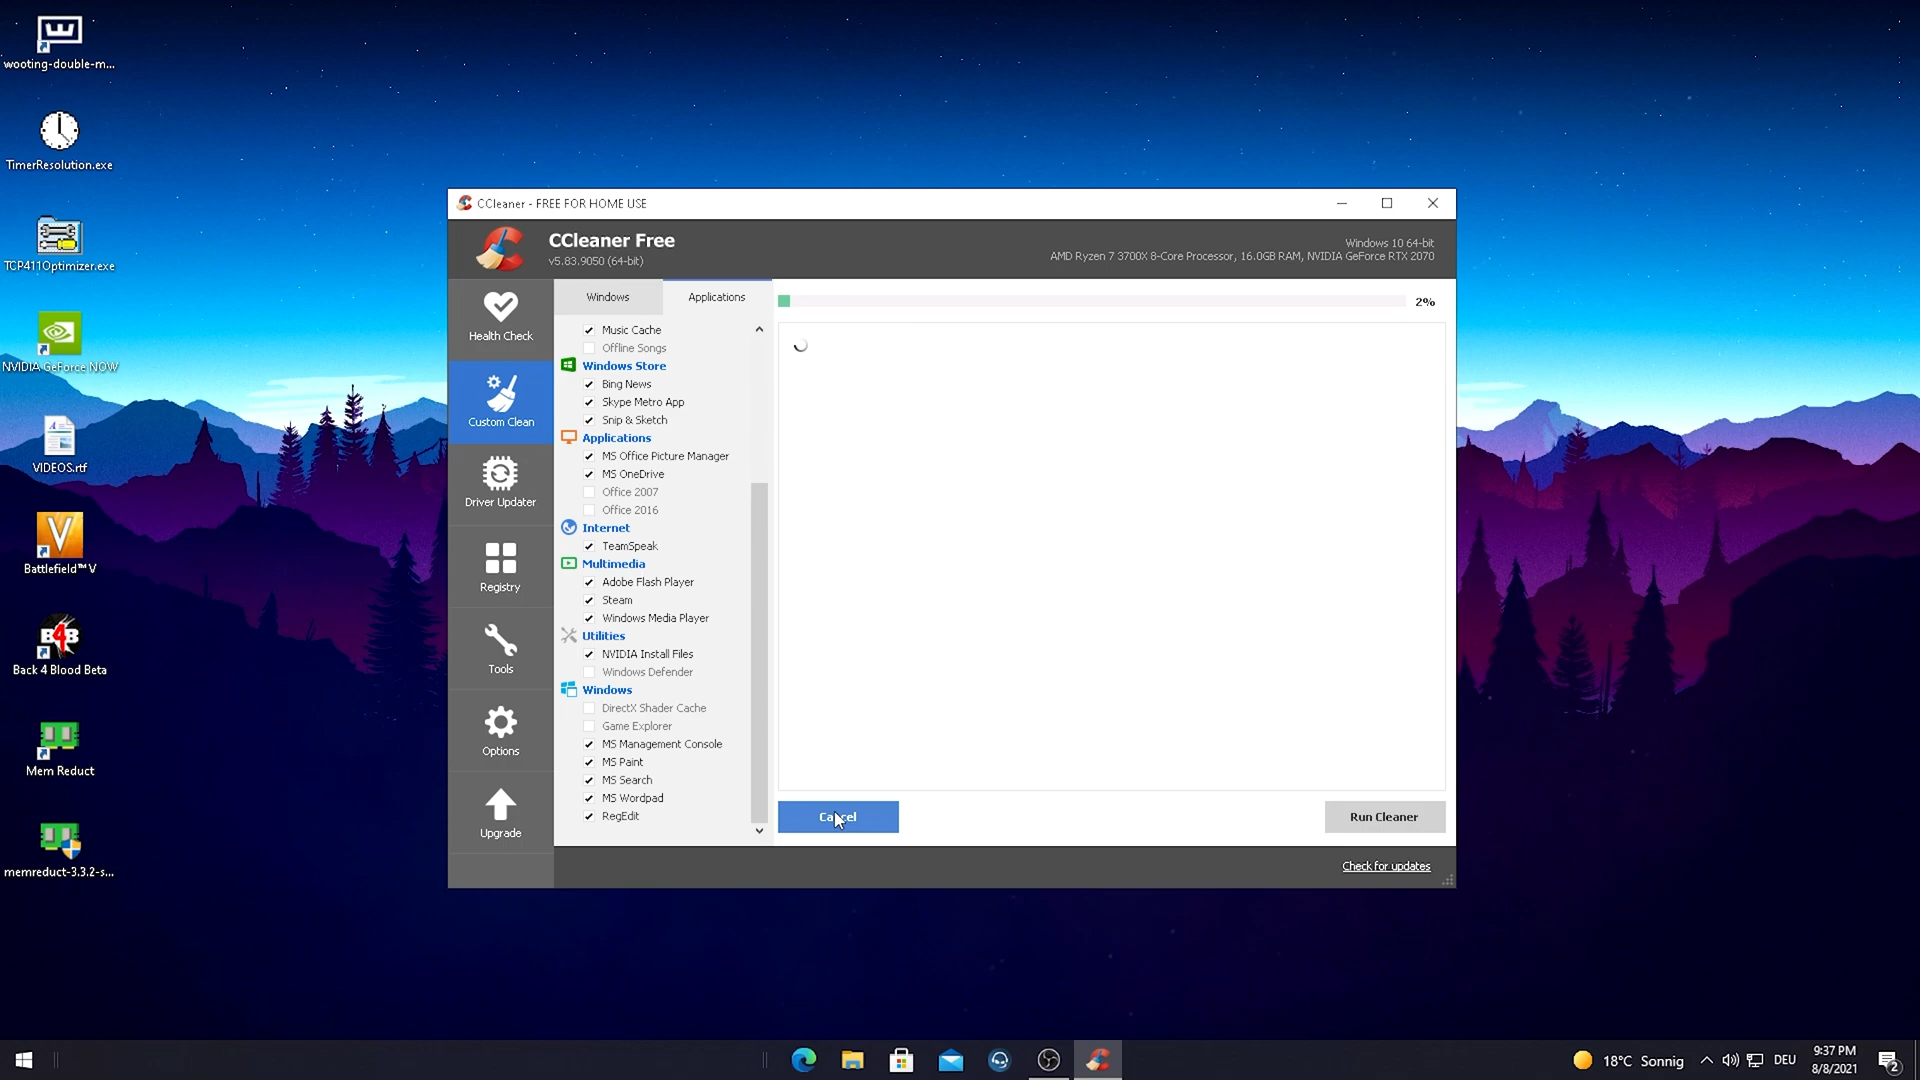 wooting-double-m...
TimerResolution.exe
TCP411Optimizer.exe
NVIDIA GeForce NOW
VIDEOS.rtf
Battlefield™ V
Back 4 Blood Beta
Mem Reduct
memreduct-3.3.2-s...
CCleaner - FREE FOR HOME USE
CCleaner Free
v5.83.9050 (64-bit)
Windows 10 64-bit
AMD Ryzen 7 3700X 8-Core Processor, 16.0GB RAM, NVIDIA GeForce RTX 2070
Health Check
Custom Clean
Driver Updater
Registry
Tools
Options
Upgrade
Windows
Applications
Music Cache
Offline Songs
Windows Store
Bing News
Skype Metro App
Snip & Sketch
Applications
MS Office Picture Manager
MS OneDrive
Office 2007
Office 2016
Internet
TeamSpeak
Multimedia
Adobe Flash Player
Steam
Windows Media Player
Utilities
NVIDIA Install Files
Windows Defender
Windows
DirectX Shader Cache
Game Explorer
MS Management Console
MS Paint
MS Search
MS Wordpad
RegEdit
2%
Cancel
Run Cleaner
Check for updates
18°C Sonnig
DEU
9:37 PM
8/8/2021
2